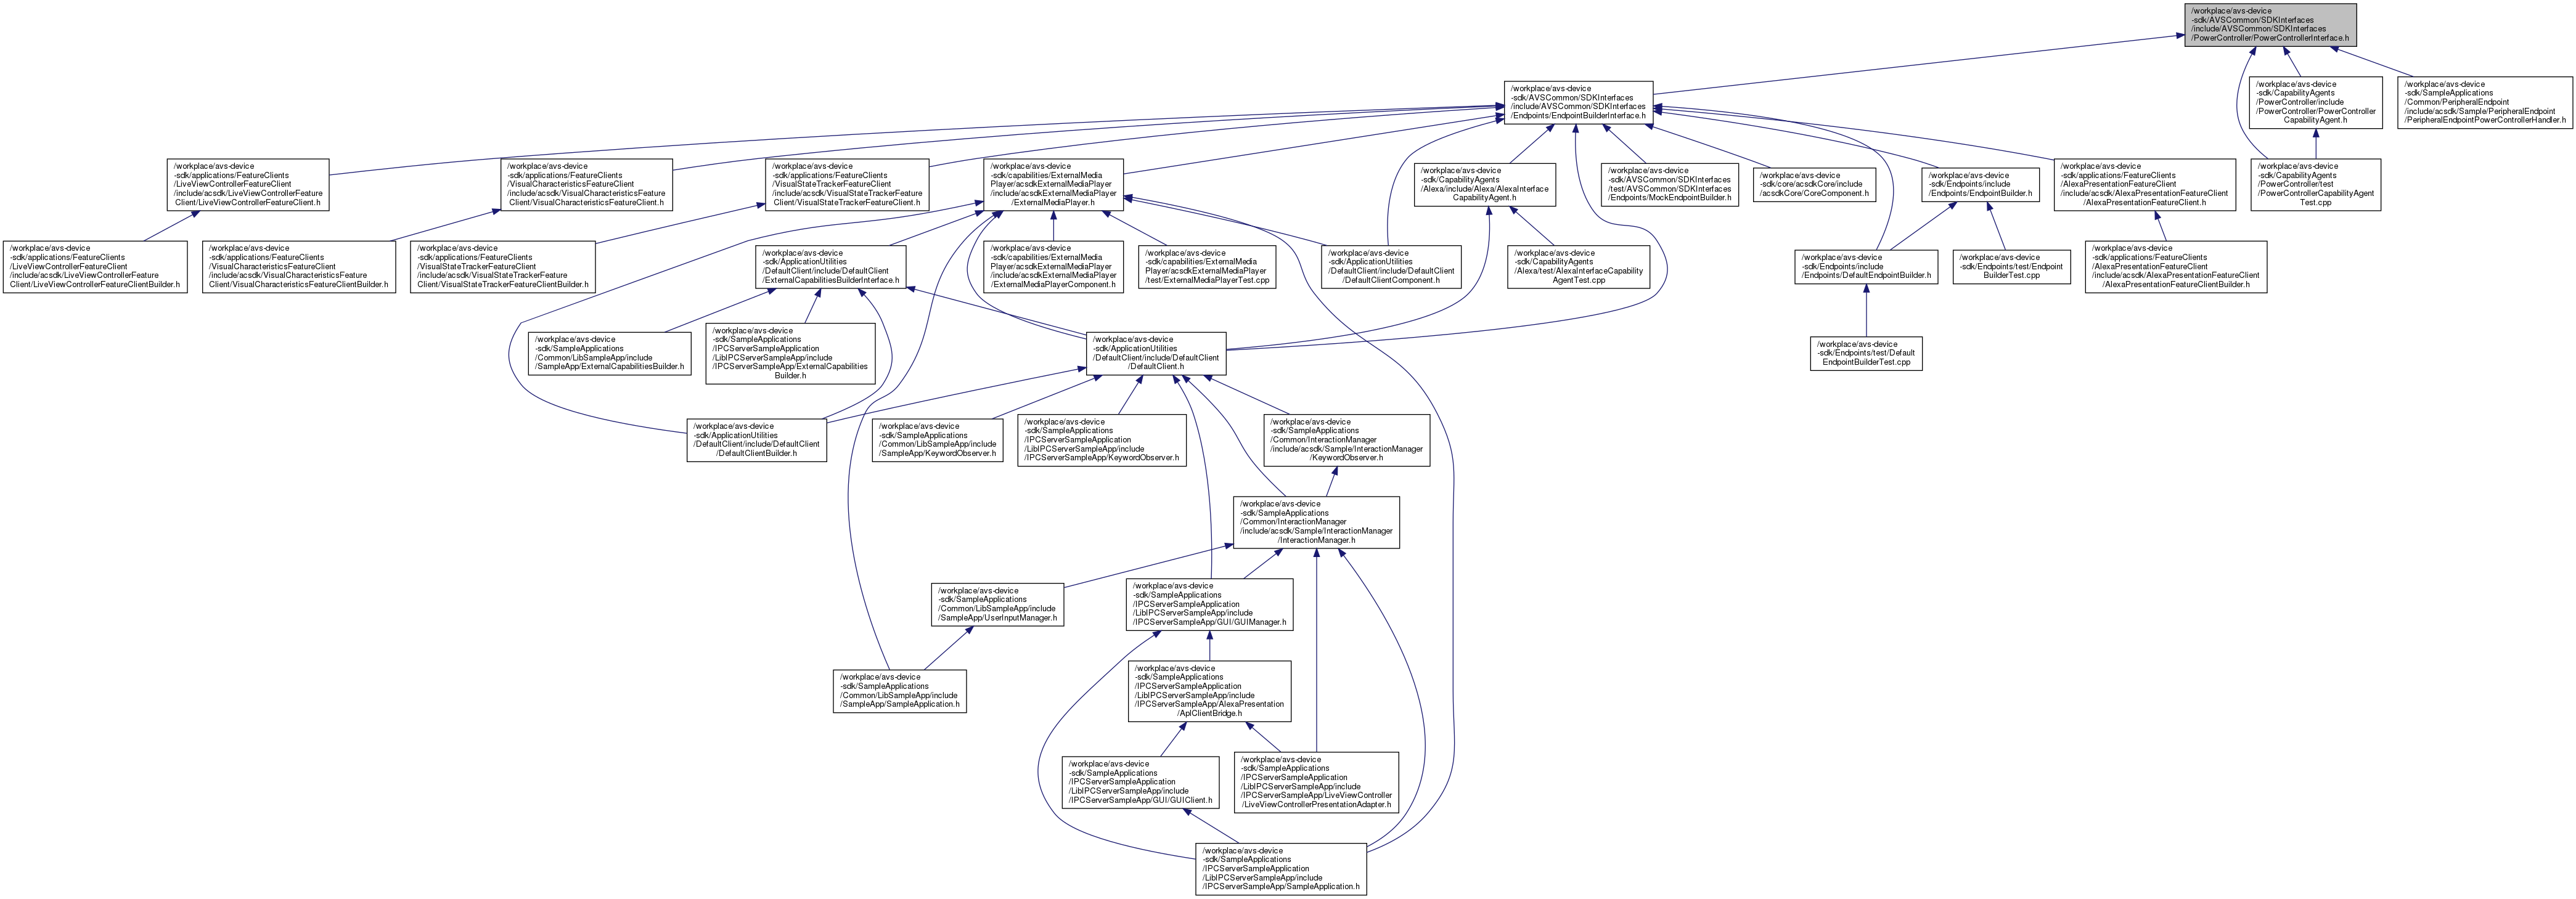 /workplace/avs-device
-sdk/AVSCommon/SDKInterfaces
/include/AVSCommon/SDKInterfaces
/PowerController/PowerControllerInterface.h
/workplace/avs-device
-sdk/AVSCommon/SDKInterfaces
/include/AVSCommon/SDKInterfaces
/Endpoints/EndpointBuilderInterface.h
/workplace/avs-device
-sdk/CapabilityAgents
/PowerController/include
/PowerController/PowerController
CapabilityAgent.h
/workplace/avs-device
-sdk/SampleApplications
/Common/PeripheralEndpoint
/include/acsdk/Sample/PeripheralEndpoint
/PeripheralEndpointPowerControllerHandler.h
/workplace/avs-device
-sdk/applications/FeatureClients
/LiveViewControllerFeatureClient
/include/acsdk/LiveViewControllerFeature
Client/LiveViewControllerFeatureClient.h
/workplace/avs-device
-sdk/applications/FeatureClients
/VisualCharacteristicsFeatureClient
/include/acsdk/VisualCharacteristicsFeature
Client/VisualCharacteristicsFeatureClient.h
/workplace/avs-device
-sdk/applications/FeatureClients
/VisualStateTrackerFeatureClient
/include/acsdk/VisualStateTrackerFeature
Client/VisualStateTrackerFeatureClient.h
/workplace/avs-device
-sdk/capabilities/ExternalMedia
Player/acsdkExternalMediaPlayer
/include/acsdkExternalMediaPlayer
/ExternalMediaPlayer.h
/workplace/avs-device
-sdk/CapabilityAgents
/Alexa/include/Alexa/AlexaInterface
CapabilityAgent.h
/workplace/avs-device
-sdk/AVSCommon/SDKInterfaces
/test/AVSCommon/SDKInterfaces
/Endpoints/MockEndpointBuilder.h
/workplace/avs-device
-sdk/core/acsdkCore/include
/acsdkCore/CoreComponent.h
/workplace/avs-device
-sdk/Endpoints/include
/Endpoints/EndpointBuilder.h
/workplace/avs-device
-sdk/applications/FeatureClients
/AlexaPresentationFeatureClient
/include/acsdk/AlexaPresentationFeatureClient
/AlexaPresentationFeatureClient.h
/workplace/avs-device
-sdk/CapabilityAgents
/PowerController/test
/PowerControllerCapabilityAgent
Test.cpp
/workplace/avs-device
-sdk/applications/FeatureClients
/LiveViewControllerFeatureClient
/include/acsdk/LiveViewControllerFeature
Client/LiveViewControllerFeatureClientBuilder.h
/workplace/avs-device
-sdk/applications/FeatureClients
/VisualCharacteristicsFeatureClient
/include/acsdk/VisualCharacteristicsFeature
Client/VisualCharacteristicsFeatureClientBuilder.h
/workplace/avs-device
-sdk/applications/FeatureClients
/VisualStateTrackerFeatureClient
/include/acsdk/VisualStateTrackerFeature
Client/VisualStateTrackerFeatureClientBuilder.h
/workplace/avs-device
-sdk/ApplicationUtilities
/DefaultClient/include/DefaultClient
/ExternalCapabilitiesBuilderInterface.h
/workplace/avs-device
-sdk/capabilities/ExternalMedia
Player/acsdkExternalMediaPlayer
/include/acsdkExternalMediaPlayer
/ExternalMediaPlayerComponent.h
/workplace/avs-device
-sdk/capabilities/ExternalMedia
Player/acsdkExternalMediaPlayer
/test/ExternalMediaPlayerTest.cpp
/workplace/avs-device
-sdk/ApplicationUtilities
/DefaultClient/include/DefaultClient
/DefaultClientComponent.h
/workplace/avs-device
-sdk/CapabilityAgents
/Alexa/test/AlexaInterfaceCapability
AgentTest.cpp
/workplace/avs-device
-sdk/Endpoints/include
/Endpoints/DefaultEndpointBuilder.h
/workplace/avs-device
-sdk/Endpoints/test/Endpoint
BuilderTest.cpp
/workplace/avs-device
-sdk/applications/FeatureClients
/AlexaPresentationFeatureClient
/include/acsdk/AlexaPresentationFeatureClient
/AlexaPresentationFeatureClientBuilder.h
/workplace/avs-device
-sdk/SampleApplications
/Common/LibSampleApp/include
/SampleApp/ExternalCapabilitiesBuilder.h
/workplace/avs-device
-sdk/SampleApplications
/IPCServerSampleApplication
/LibIPCServerSampleApp/include
/IPCServerSampleApp/ExternalCapabilities
Builder.h
/workplace/avs-device
-sdk/ApplicationUtilities
/DefaultClient/include/DefaultClient
/DefaultClient.h
/workplace/avs-device
-sdk/Endpoints/test/Default
EndpointBuilderTest.cpp
/workplace/avs-device
-sdk/ApplicationUtilities
/DefaultClient/include/DefaultClient
/DefaultClientBuilder.h
/workplace/avs-device
-sdk/SampleApplications
/Common/LibSampleApp/include
/SampleApp/KeywordObserver.h
/workplace/avs-device
-sdk/SampleApplications
/IPCServerSampleApplication
/LibIPCServerSampleApp/include
/IPCServerSampleApp/KeywordObserver.h
/workplace/avs-device
-sdk/SampleApplications
/Common/InteractionManager
/include/acsdk/Sample/InteractionManager
/KeywordObserver.h
/workplace/avs-device
-sdk/SampleApplications
/Common/InteractionManager
/include/acsdk/Sample/InteractionManager
/InteractionManager.h
/workplace/avs-device
-sdk/SampleApplications
/Common/LibSampleApp/include
/SampleApp/UserInputManager.h
/workplace/avs-device
-sdk/SampleApplications
/IPCServerSampleApplication
/LibIPCServerSampleApp/include
/IPCServerSampleApp/GUI/GUIManager.h
/workplace/avs-device
-sdk/SampleApplications
/Common/LibSampleApp/include
/SampleApp/SampleApplication.h
/workplace/avs-device
-sdk/SampleApplications
/IPCServerSampleApplication
/LibIPCServerSampleApp/include
/IPCServerSampleApp/AlexaPresentation
/AplClientBridge.h
/workplace/avs-device
-sdk/SampleApplications
/IPCServerSampleApplication
/LibIPCServerSampleApp/include
/IPCServerSampleApp/GUI/GUIClient.h
/workplace/avs-device
-sdk/SampleApplications
/IPCServerSampleApplication
/LibIPCServerSampleApp/include
/IPCServerSampleApp/LiveViewController
/LiveViewControllerPresentationAdapter.h
/workplace/avs-device
-sdk/SampleApplications
/IPCServerSampleApplication
/LibIPCServerSampleApp/include
/IPCServerSampleApp/SampleApplication.h